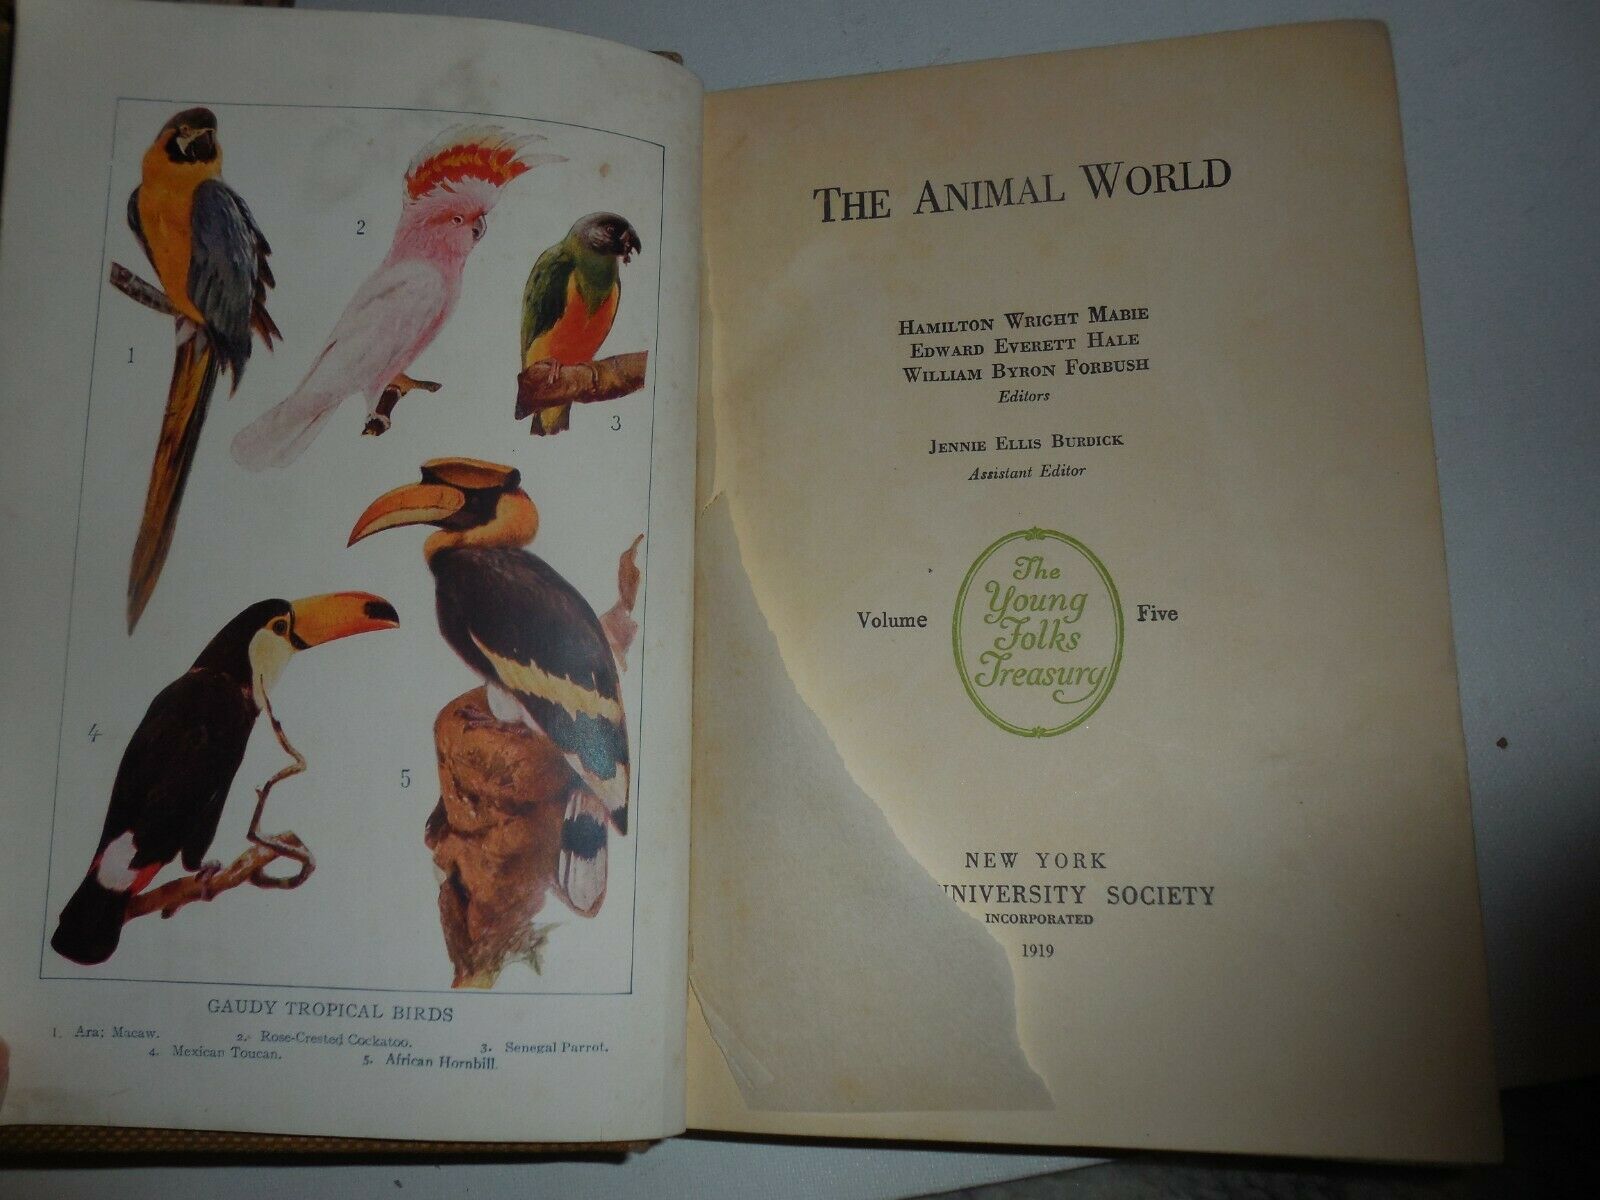 1
2
3
4
5
GAUDY TROPICAL BIRDS
1. Ara; Macaw. 2. Rose-Crested Cockatoo. 3. Senegal Parrot.
4. Mexican Toucan. 5. African Hornbill.
THE ANIMAL WORLD
HAMILTON WRIGHT MABIE
EDWARD EVERETT HALE
WILLIAM BYRON FORBUSH
Editors
JENNIE ELLIS BURDICK
Assistant Editor
Volume Five
The
Young
Folks
Treasury
NEW YORK
NIVERSITY SOCIETY
INCORPORATED
1919